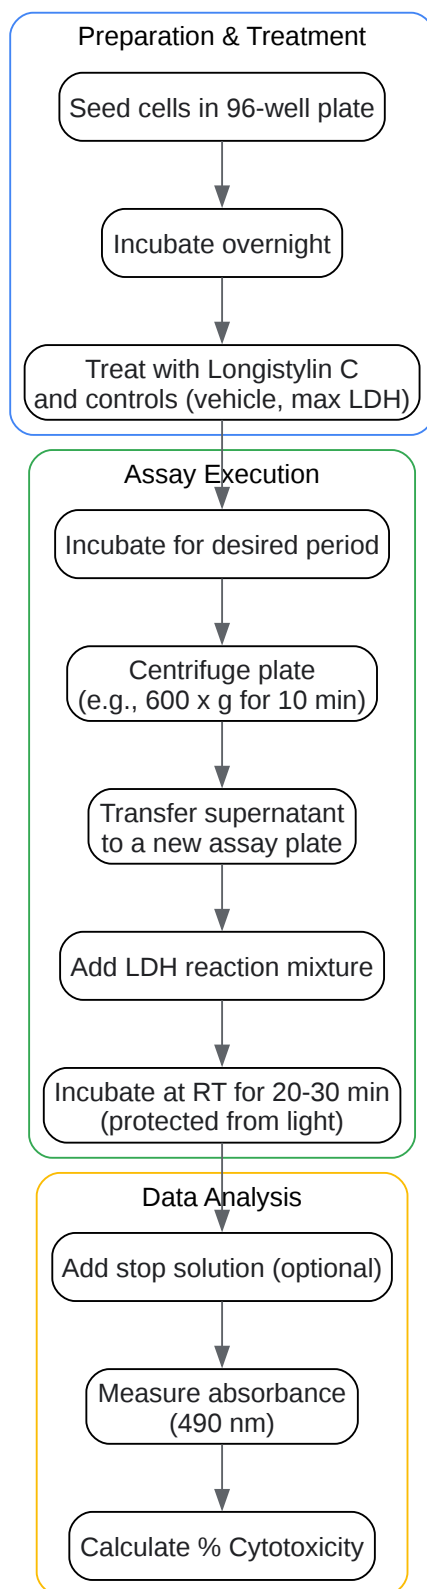 Preparation & Treatment
Seed cells in 96-well plate
Incubate overnight
Treat with Longistylin C
and controls (vehicle, max LDH)
Assay Execution
Incubate for desired period
Centrifuge plate
(e.g., 600 x g for 10 min)
Transfer supernatant
to a new assay plate
Add LDH reaction mixture
Incubate at RT for 20-30 min
(protected from light)
Data Analysis
Add stop solution (optional)
Measure absorbance
(490 nm)
Calculate % Cytotoxicity